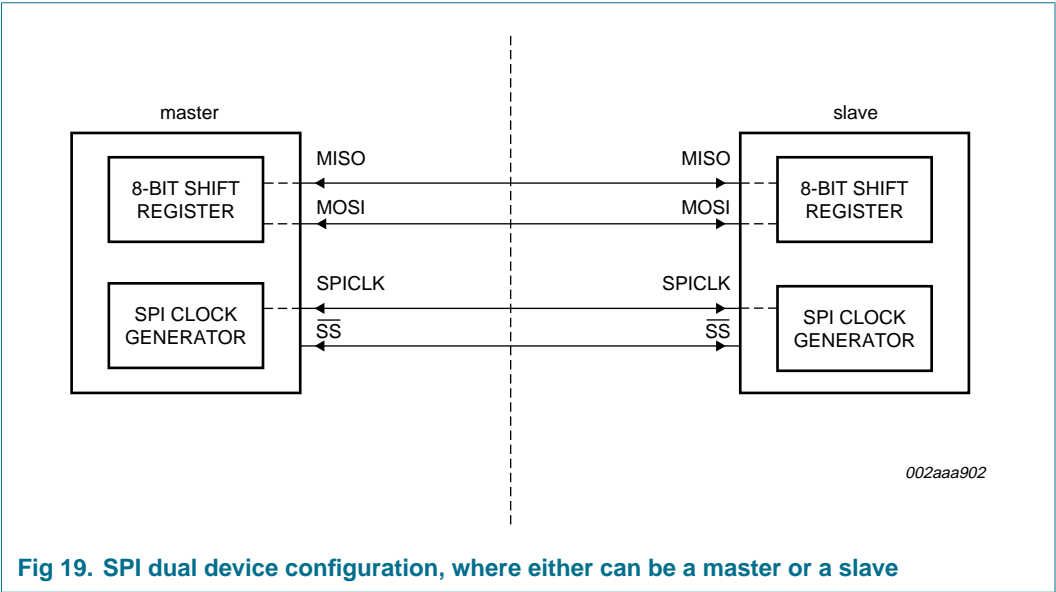 master
slave
MISO
MISO
8-BIT SHIFT
REGISTER
8-BIT SHIFT
REGISTER
MOSI
MOSI
SPICLK
SPICLK
SPI CLOCK
GENERATOR
SPI CLOCK
GENERATOR
SS
SS
002aaa902
Fig 19. SPI dual device configuration, where either can be a master or a slave